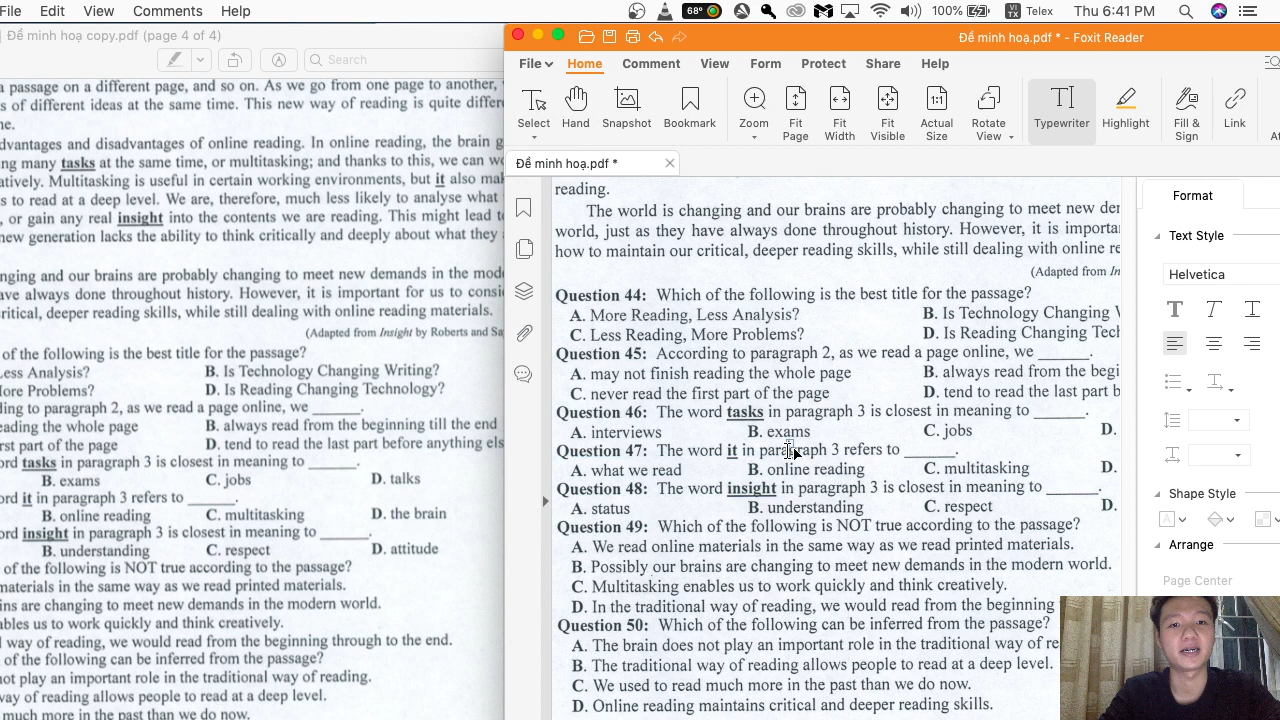 File Edit View Go Tools Window Help
68° 100% VI TX Telex Thu 6:41 PM
Đề minh hoạ copy.pdf (page 4 of 4)
Search
a passage on a different page, and so on. As we go from one page to another,
s of different ideas at the same time. This new way of reading is quite differ
ne.
dvantages and disadvantages of online reading. In online reading, the brain g
ng many tasks at the same time, or multitasking; and thanks to this, we can wo
atively. Multitasking is useful in certain working environments, but it also mak
s to read at a deep level. We are, therefore, much less likely to analyse what
, or gain any real insight into the contents we are reading. This might lead t
new generation lacks the ability to think critically and deeply about what they
nging and our brains are probably changing to meet new demands in the mod
ave always done throughout history. However, it is important for us to consi
ritical, deeper reading skills, while still dealing with online reading materials.
(Adapted from Insight by Roberts and Sa
of the following is the best title for the passage?
Less Analysis? B. Is Technology Changing Writing?
More Problems? D. Is Reading Changing Technology?
ding to paragraph 2, as we read a page online, we ______.
eading the whole page B. always read from the beginning till the end
rst part of the page D. tend to read the last part before anything els
ord tasks in paragraph 3 is closest in meaning to ______.
B. exams C. jobs D. talks
ord it in paragraph 3 refers to ______.
B. online reading C. multitasking D. the brain
ord insight in paragraph 3 is closest in meaning to ______.
B. understanding C. respect D. attitude
of the following is NOT true according to the passage?
materials in the same way as we read printed materials.
ins are changing to meet new demands in the modern world.
ables us to work quickly and think creatively.
l way of reading, we would read from the beginning through to the end.
of the following can be inferred from the passage?
not play an important role in the traditional way of reading.
way of reading allows people to read at a deep level.
much more in the past than we do now.
Đề minh hoạ.pdf * - Foxit Reader
File Home Comment View Form Protect Share Help
Select Hand Snapshot Bookmark Zoom Fit Page Fit Width Fit Visible Actual Size Rotate View Typewriter Highlight Fill & Sign Link
Đề minh hoạ.pdf *
reading.
The world is changing and our brains are probably changing to meet new der
world, just as they have always done throughout history. However, it is importa
how to maintain our critical, deeper reading skills, while still dealing with online re
(Adapted from In
Question 44: Which of the following is the best title for the passage?
A. More Reading, Less Analysis? B. Is Technology Changing
C. Less Reading, More Problems? D. Is Reading Changing Tech
Question 45: According to paragraph 2, as we read a page online, we ______.
A. may not finish reading the whole page B. always read from the begi
C. never read the first part of the page D. tend to read the last part b
Question 46: The word tasks in paragraph 3 is closest in meaning to ______.
A. interviews B. exams C. jobs D.
Question 47: The word it in paragraph 3 refers to ______.
A. what we read B. online reading C. multitasking D.
Question 48: The word insight in paragraph 3 is closest in meaning to ______.
A. status B. understanding C. respect D.
Question 49: Which of the following is NOT true according to the passage?
A. We read online materials in the same way as we read printed materials.
B. Possibly our brains are changing to meet new demands in the modern world.
C. Multitasking enables us to work quickly and think creatively.
D. In the traditional way of reading, we would read from the beginning
Question 50: Which of the following can be inferred from the passage?
A. The brain does not play an important role in the traditional way of re
B. The traditional way of reading allows people to read at a deep level.
C. We used to read much more in the past than we do now.
D. Online reading maintains critical and deeper reading skills.
Format
Text Style
Helvetica
Shape Style
Arrange
Page Center